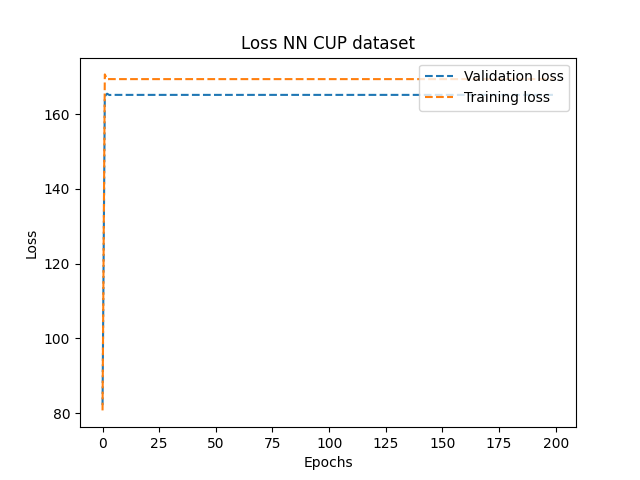 Loss NN CUP dataset
Validation loss
Training loss
160
140
120
100
80
Loss
0 25 50 75 100 125 150 175 200
Epochs